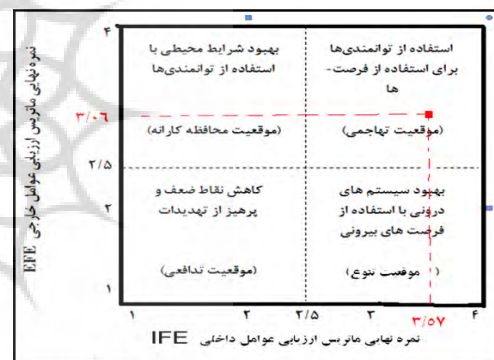 ۴
بهبود شرایط محیطی با
استفاده از توانمندی‌ها
(موقعیت محافظه کارانه)
استفاده از توانمندی‌ها
برای استفاده از فرصت-
ها
(موقعیت تهاجمی)
۳/۰۶
۲/۵
۲
۱
کاهش نقاط ضعف و
پرهیز از تهدیدات
(موقعیت تدافعی)
بهبود سیستم های
درونی با استفاده از
فرصت های بیرونی
( موقعیت تنوع)
۱
۲
۲/۵
۳
۳/۵۷
۴
نمره نهایی ماتریس ارزیابی عوامل داخلی IFE
نمره نهایی ماتریس ارزیابی عوامل خارجی EFE